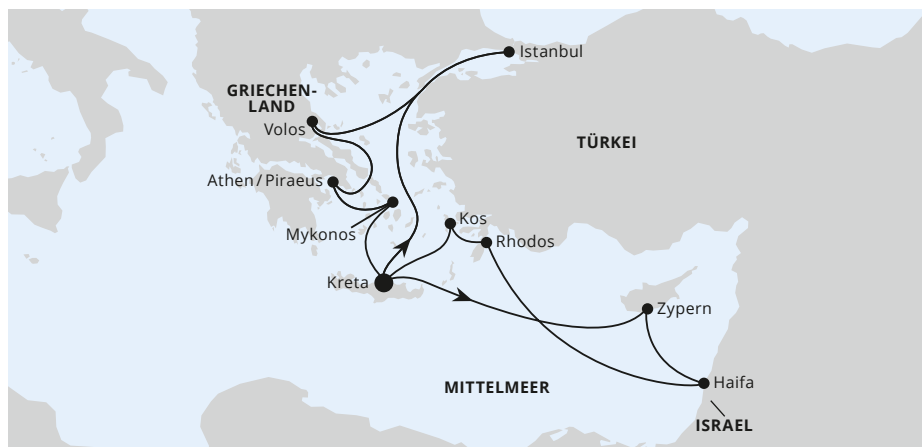 Istanbul
GRIECHEN-
LAND
Volos
TÜRKEI
Athen/Piraeus
Kos
Mykonos
Rhodos
Kreta
Zypern
MITTELMEER
Haifa
ISRAEL